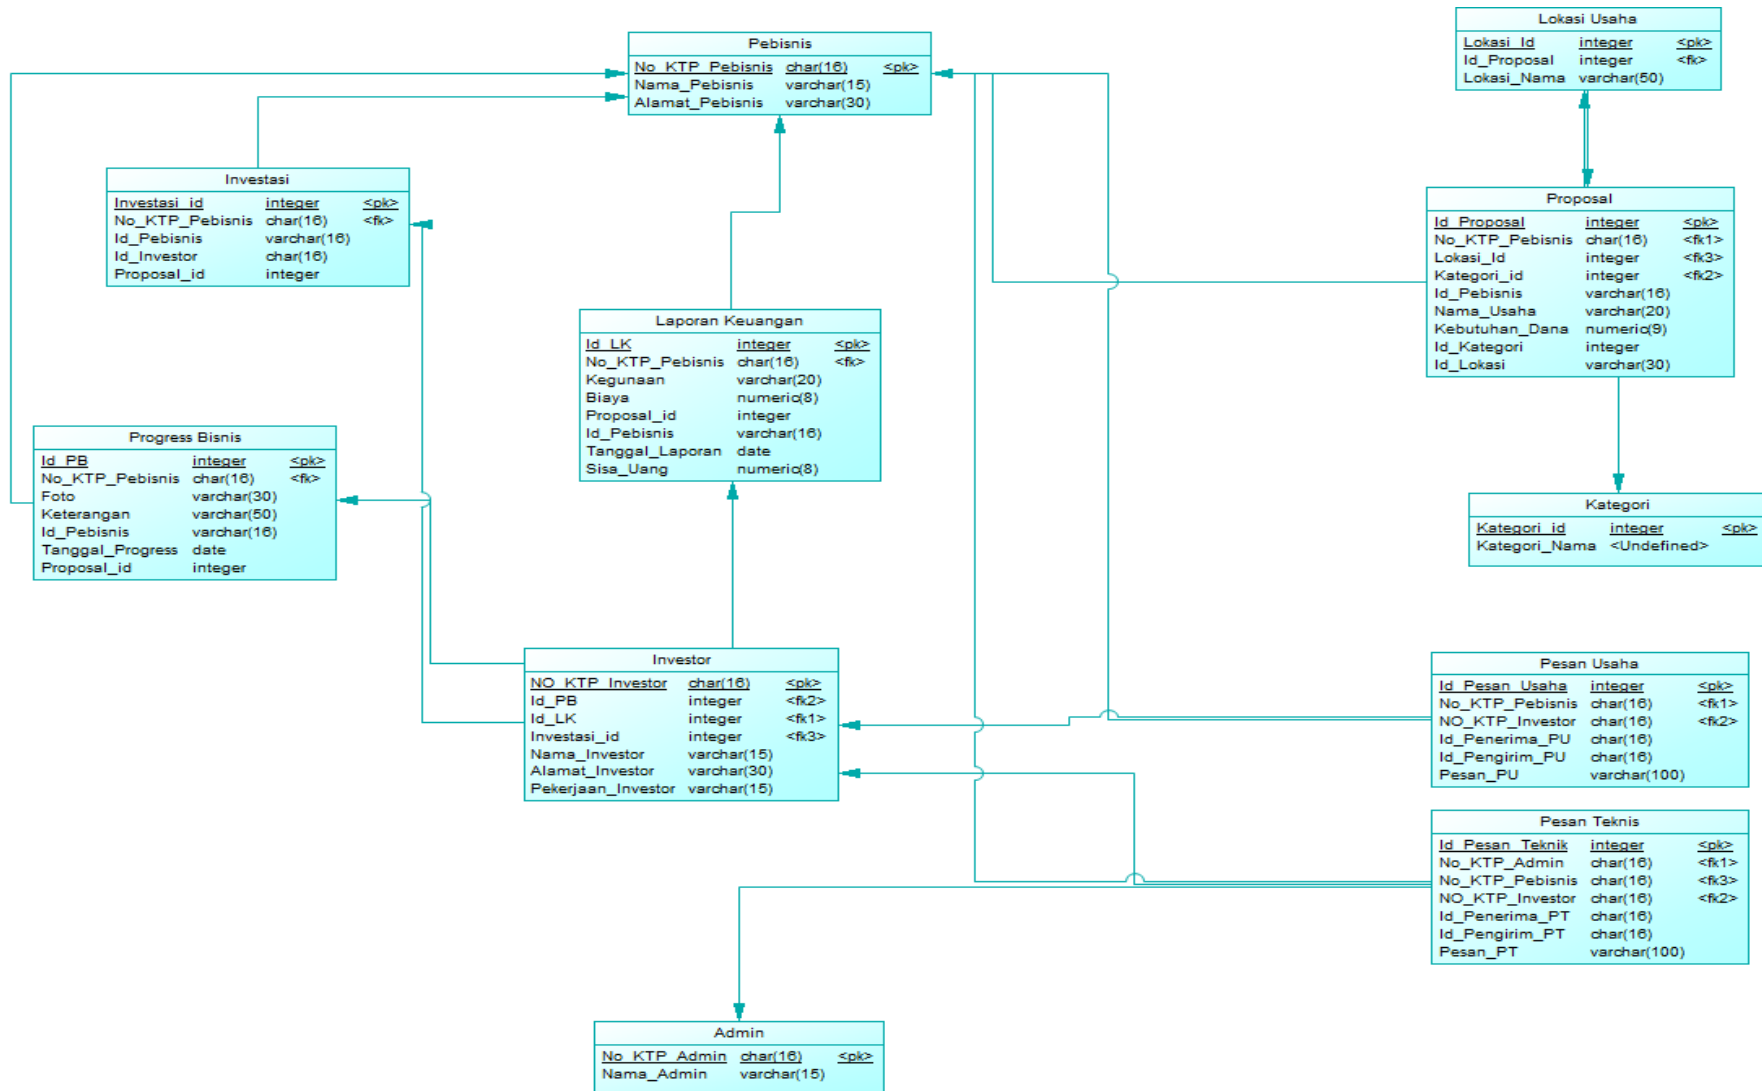 Pebisnis
No_KTP_Pebisnis char(16) <pk>
Nama_Pebisnis varchar(15)
Alamat_Pebisnis varchar(30)
Lokasi Usaha
Lokasi_Id integer <pk>
Id_Proposal integer <fk>
Lokasi_Nama varchar(50)
Investasi
Investasi_id integer <pk>
No_KTP_Pebisnis char(16) <fk>
Id_Pebisnis varchar(16)
Id_Investor char(16)
Proposal_id integer
Proposal
Id_Proposal integer <pk>
No_KTP_Pebisnis char(16) <fk1>
Lokasi_Id integer <fk3>
Kategori_id integer <fk2>
Id_Pebisnis varchar(16)
Nama_Usaha varchar(20)
Kebutuhan_Dana numeric(9)
Id_Kategori integer
Id_Lokasi varchar(30)
Laporan Keuangan
Id_LK integer <pk>
No_KTP_Pebisnis char(16) <fk>
Kegunaan varchar(20)
Biaya numeric(8)
Proposal_id integer
Id_Pebisnis varchar(16)
Tanggal_Laporan date
Sisa_Uang numeric(8)
Progress Bisnis
Id_PB integer <pk>
No_KTP_Pebisnis char(16) <fk>
Foto varchar(30)
Keterangan varchar(50)
Id_Pebisnis varchar(16)
Tanggal_Progress date
Proposal_id integer
Kategori
Kategori_id integer <pk>
Kategori_Nama <Undefined>
Investor
NO_KTP_Investor char(16) <pk>
Id_PB integer <fk2>
Id_LK integer <fk1>
Investasi_id integer <fk3>
Nama_Investor varchar(15)
Alamat_Investor varchar(30)
Pekerjaan_Investor varchar(15)
Pesan Usaha
Id_Pesan_Usaha integer <pk>
No_KTP_Pebisnis char(16) <fk1>
NO_KTP_Investor char(16) <fk2>
Id_Penerima_PU char(16)
Id_Pengirim_PU char(16)
Pesan_PU varchar(100)
Pesan Teknis
Id_Pesan_Teknik integer <pk>
No_KTP_Admin char(16) <fk1>
No_KTP_Pebisnis char(16) <fk3>
NO_KTP_Investor char(16) <fk2>
Id_Penerima_PT char(16)
Id_Pengirim_PT char(16)
Pesan_PT varchar(100)
Admin
No_KTP_Admin char(16) <pk>
Nama_Admin varchar(15)